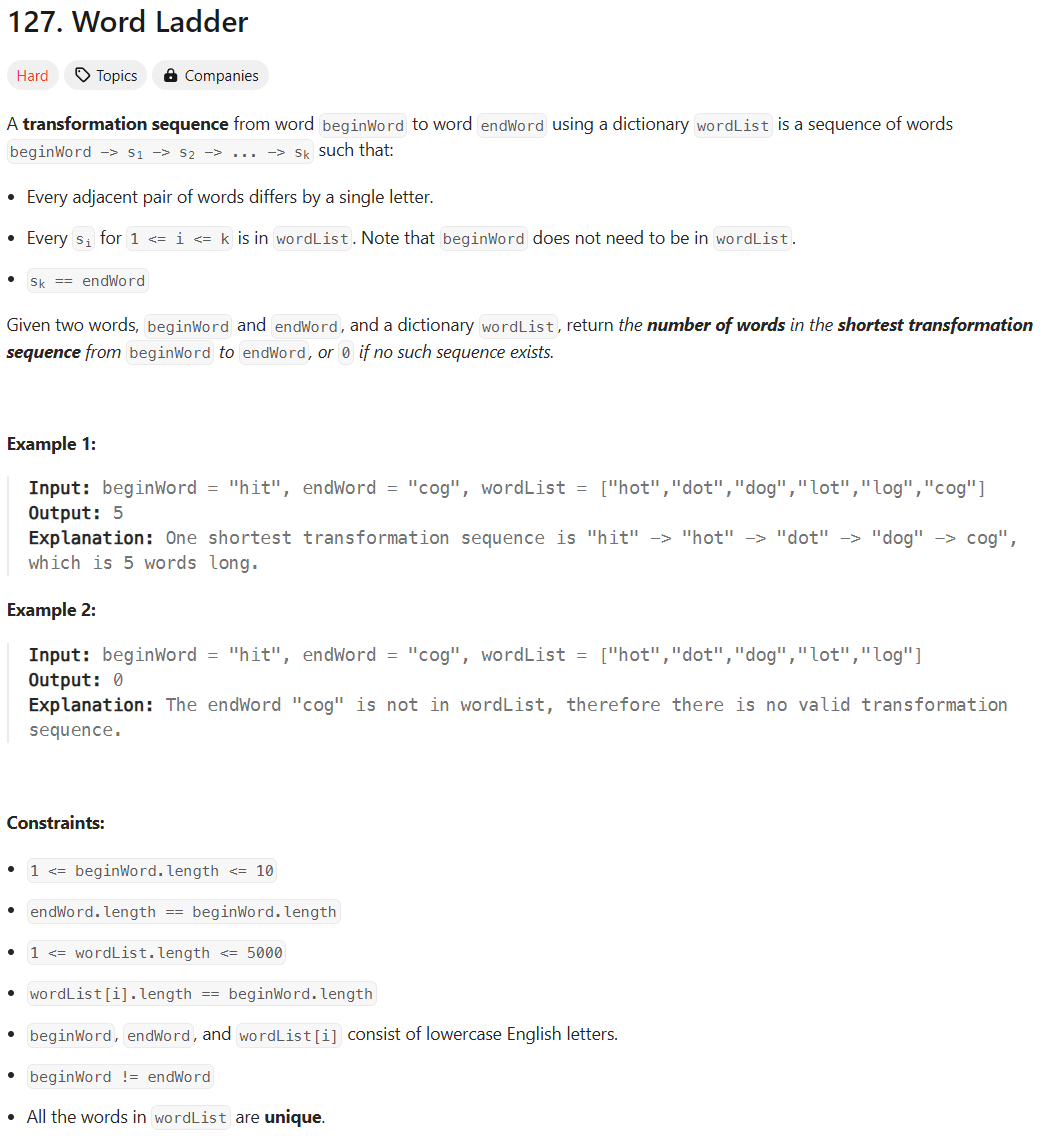 127. Word Ladder
Hard Topics Companies
A transformation sequence from word beginWord to word endWord using a dictionary wordList is a sequence of words
beginWord -> s1 -> s2 -> ... -> sk such that:
• Every adjacent pair of words differs by a single letter.
• Every si for 1 <= i <= k is in wordList. Note that beginWord does not need to be in wordList.
• sk == endWord
Given two words, beginWord and endWord, and a dictionary wordList, return the number of words in the shortest transformation
sequence from beginWord to endWord, or 0 if no such sequence exists.
Example 1:
Input: beginWord = "hit", endWord = "cog", wordList = ["hot","dot","dog","lot","log","cog"]
Output: 5
Explanation: One shortest transformation sequence is "hit" -> "hot" -> "dot" -> "dog" -> cog",
which is 5 words long.
Example 2:
Input: beginWord = "hit", endWord = "cog", wordList = ["hot","dot","dog","lot","log"]
Output: 0
Explanation: The endWord "cog" is not in wordList, therefore there is no valid transformation
sequence.
Constraints:
• 1 <= beginWord.length <= 10
• endWord.length == beginWord.length
• 1 <= wordList.length <= 5000
• wordList[i].length == beginWord.length
• beginWord, endWord, and wordList[i] consist of lowercase English letters.
• beginWord != endWord
• All the words in wordList are unique.